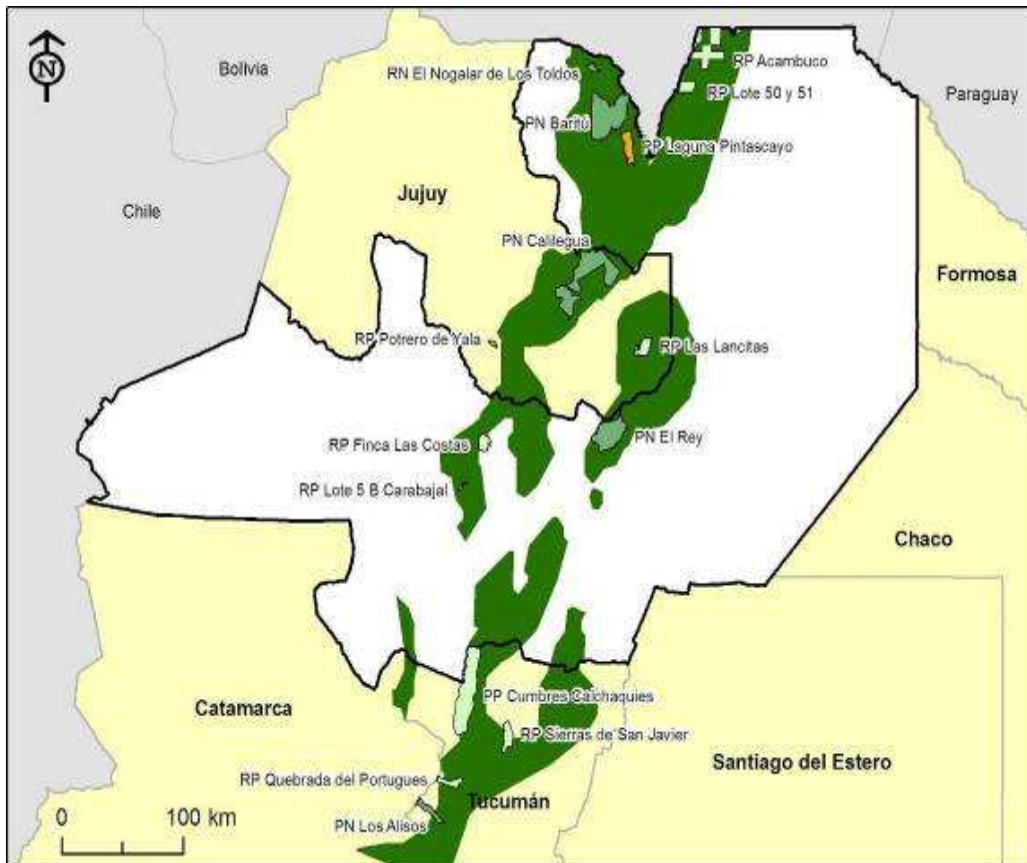 N
Bolivia
RN El Nogalar de Los Toldos
RP Acambuco
RP Lote 50 y 51
Paraguay
PN Baritú
PP Laguna Pintascayo
Jujuy
Chile
PN Calilegua
Formosa
RP Potrero de Yala
RP Las Lancitas
RP Finca Las Costas
PN El Rey
RP Lote 5 B Carabajal
Chaco
PP Cumbres Calchaquies
Catamarca
RP Sierras de San Javier
Santiago del Estero
RP Quebrada del Portugues
Tucumán
0 100 km
PN Los Alisos